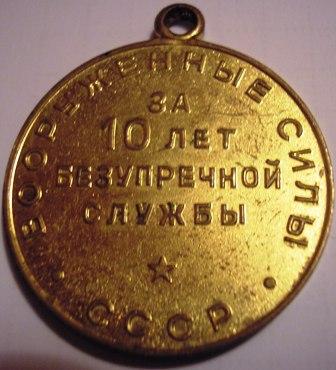 ВООРУЖЕННЫЕ СИЛЫ
ЗА
10 ЛЕТ
БЕЗУПРЕЧНОЙ
СЛУЖБЫ
СССР